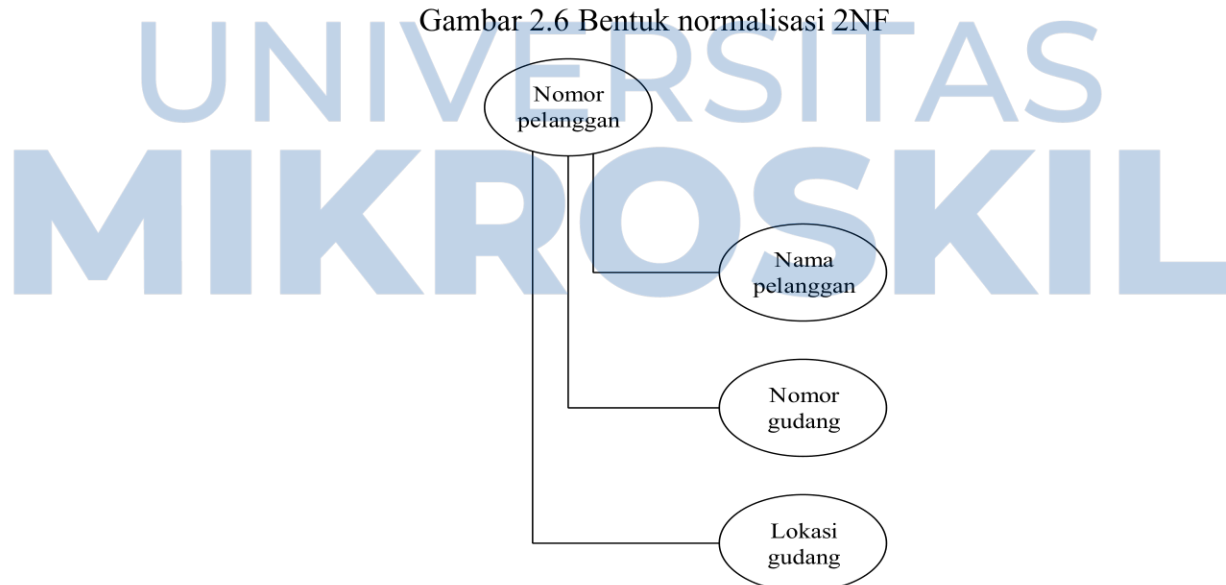 Gambar 2.6 Bentuk normalisasi 2NF
UNIVERSITAS
MIKROSKIL
Nomor
pelanggan
Nama
pelanggan
Nomor
gudang
Lokasi
gudang